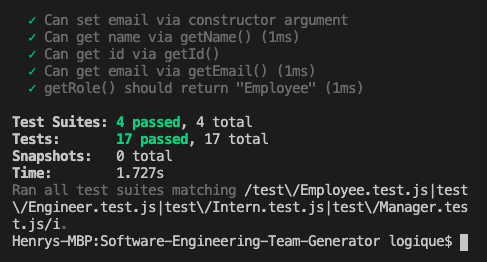 ✓ Can set email via constructor argument
✓ Can get name via getName() (1ms)
✓ Can get id via getId()
✓ Can get email via getEmail() (1ms)
✓ getRole() should return "Employee" (1ms)
Test Suites: 4 passed, 4 total
Tests:       17 passed, 17 total
Snapshots:   0 total
Time:        1.727s
Ran all test suites matching /test\/Employee.test.js|test
\/Engineer.test.js|test\/Intern.test.js|test\/Manager.tes
t.js/i.
Henrys-MBP:Software-Engineering-Team-Generator logique$